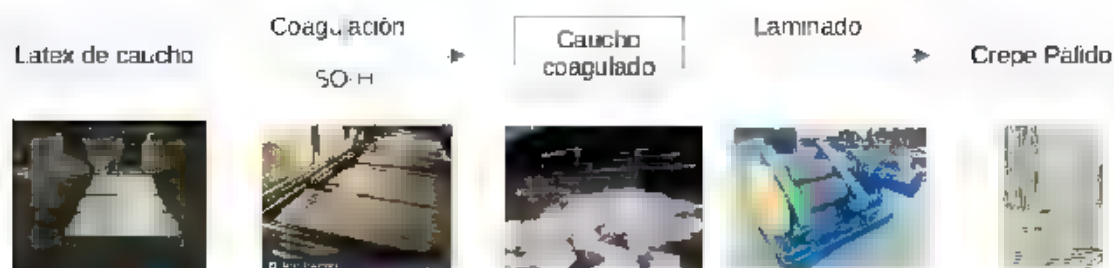 Latex de caucho
Coagulación
Caucho
coagulado
Laminado
Crepe Pálido